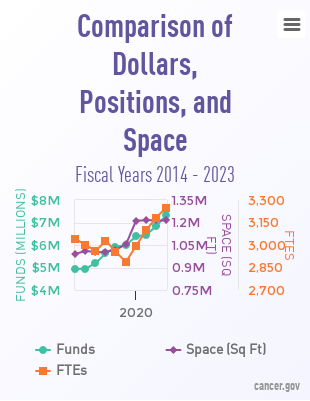 Comparison of
Dollars,
Positions, and
Space
Fiscal Years 2014 - 2023
FUNDS (MILLIONS)
$8M
$7M
$6M
$5M
$4M
1.35M
1.2M
1.05M
0.9M
0.75M
SPACE (SQ
FT)
3,300
3,150
3,000
2,850
2,700
FTES
2020
Funds
Space (Sq Ft)
FTEs
cancer.gov